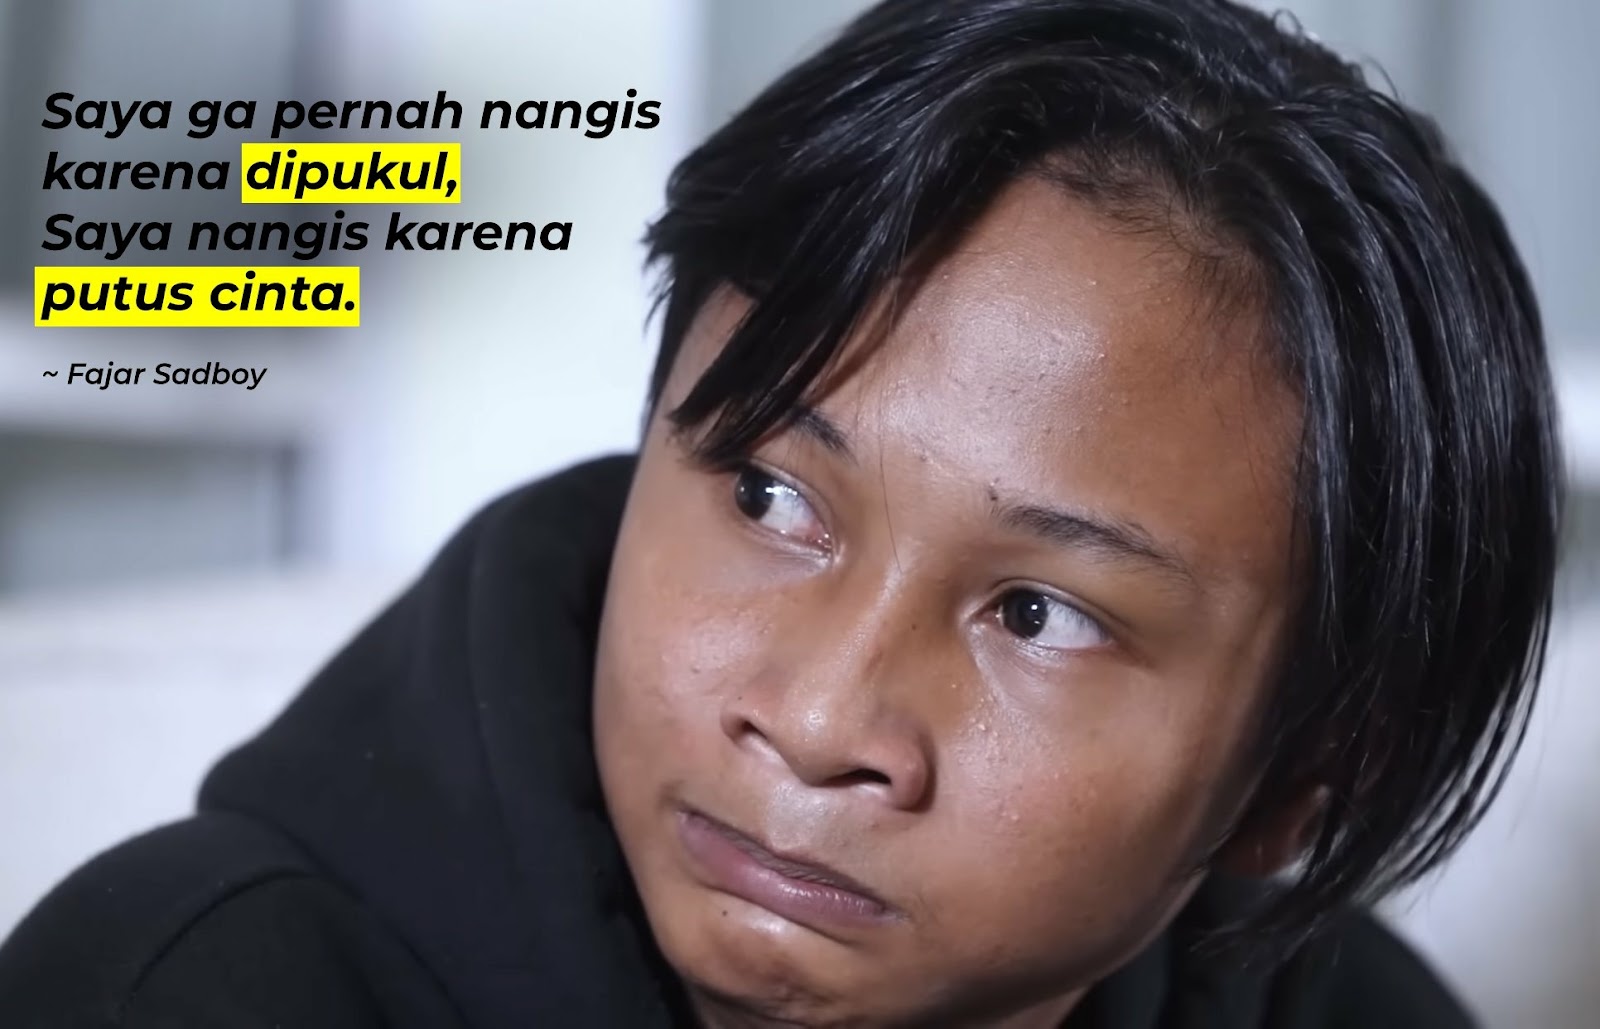 Saya ga pernah nangis
karena dipukul,
Saya nangis karena
putus cinta.
~ Fajar Sadboy